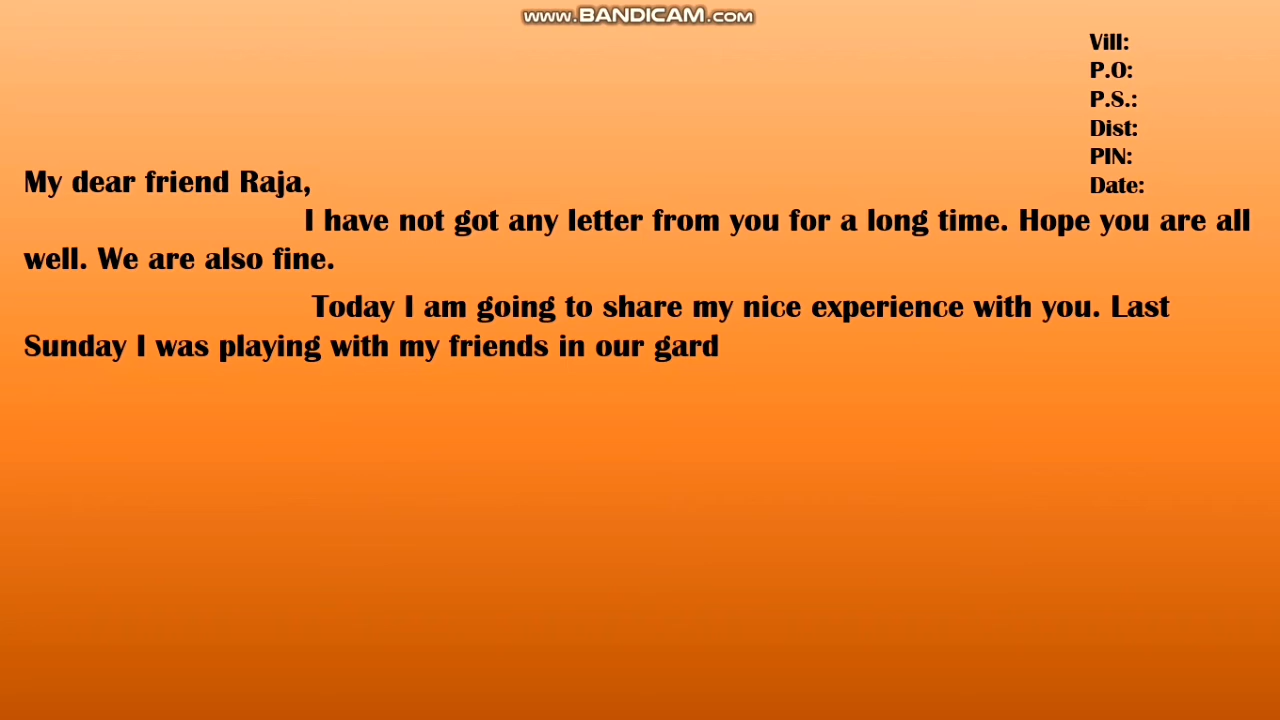 www.BANDICAM.com
Vill:
P.O:
P.S.:
Dist:
PIN:
Date:
My dear friend Raja,
I have not got any letter from you for a long time. Hope you are all
well. We are also fine.
Today I am going to share my nice experience with you. Last
Sunday I was playing with my friends in our gard